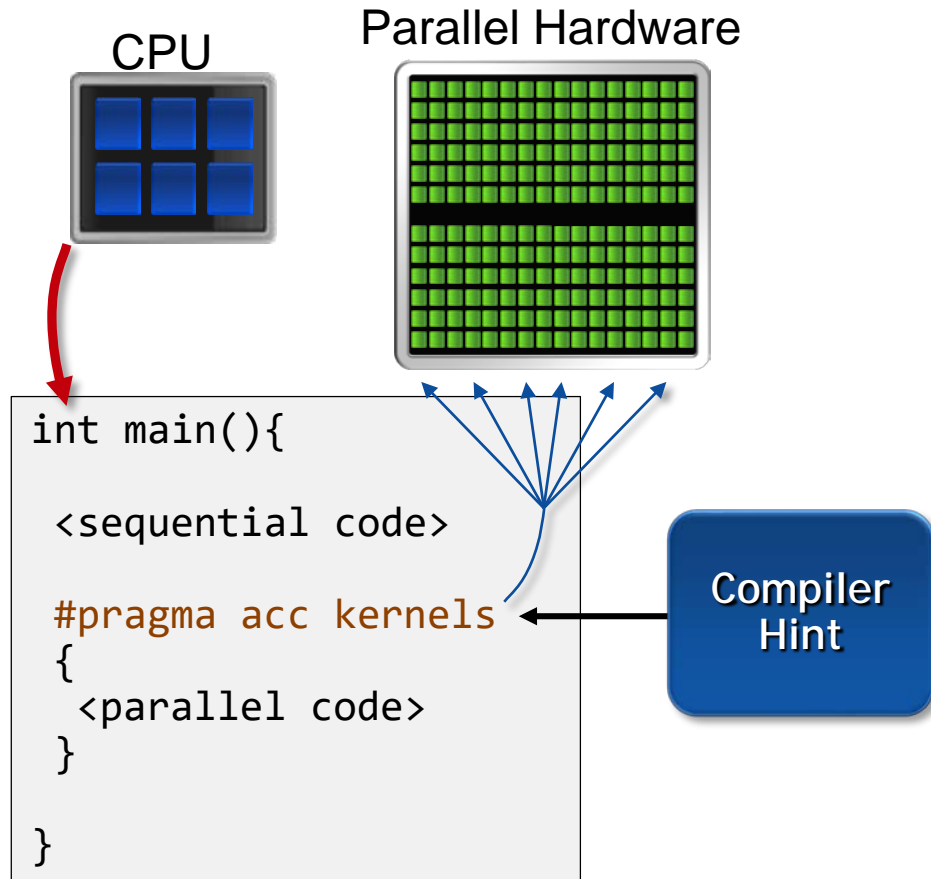 CPU
Parallel Hardware
int main(){
<sequential code>
#pragma acc kernels
{
<parallel code>
}
}
Compiler
Hint